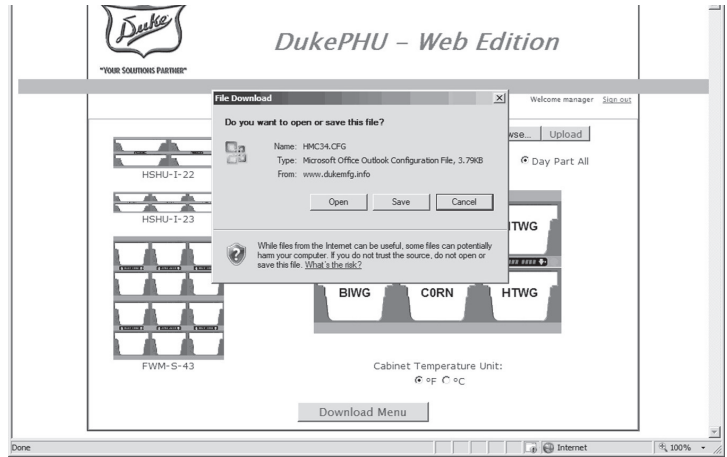 Duke
"YOUR SOLUTIONS PARTNER"
DukePHU – Web Edition
Welcome manager Sign out
File Download
Do you want to open or save this file?
Name: HMC34.CFG
Type: Microsoft Office Outlook Configuration File, 3.79KB
From: www.dukemfg.info
Open Save Cancel
While files from the Internet can be useful, some files can potentially
harm your computer. If you do not trust the source, do not open or
save this file. What's the risk?
wse... Upload
Day Part All
HSHU-I-22
HSHU-I-23
FWM-S-43
TWG
BIWG C0RN HTWG
Cabinet Temperature Unit:
ºF ºC
Download Menu
Done Internet 100%